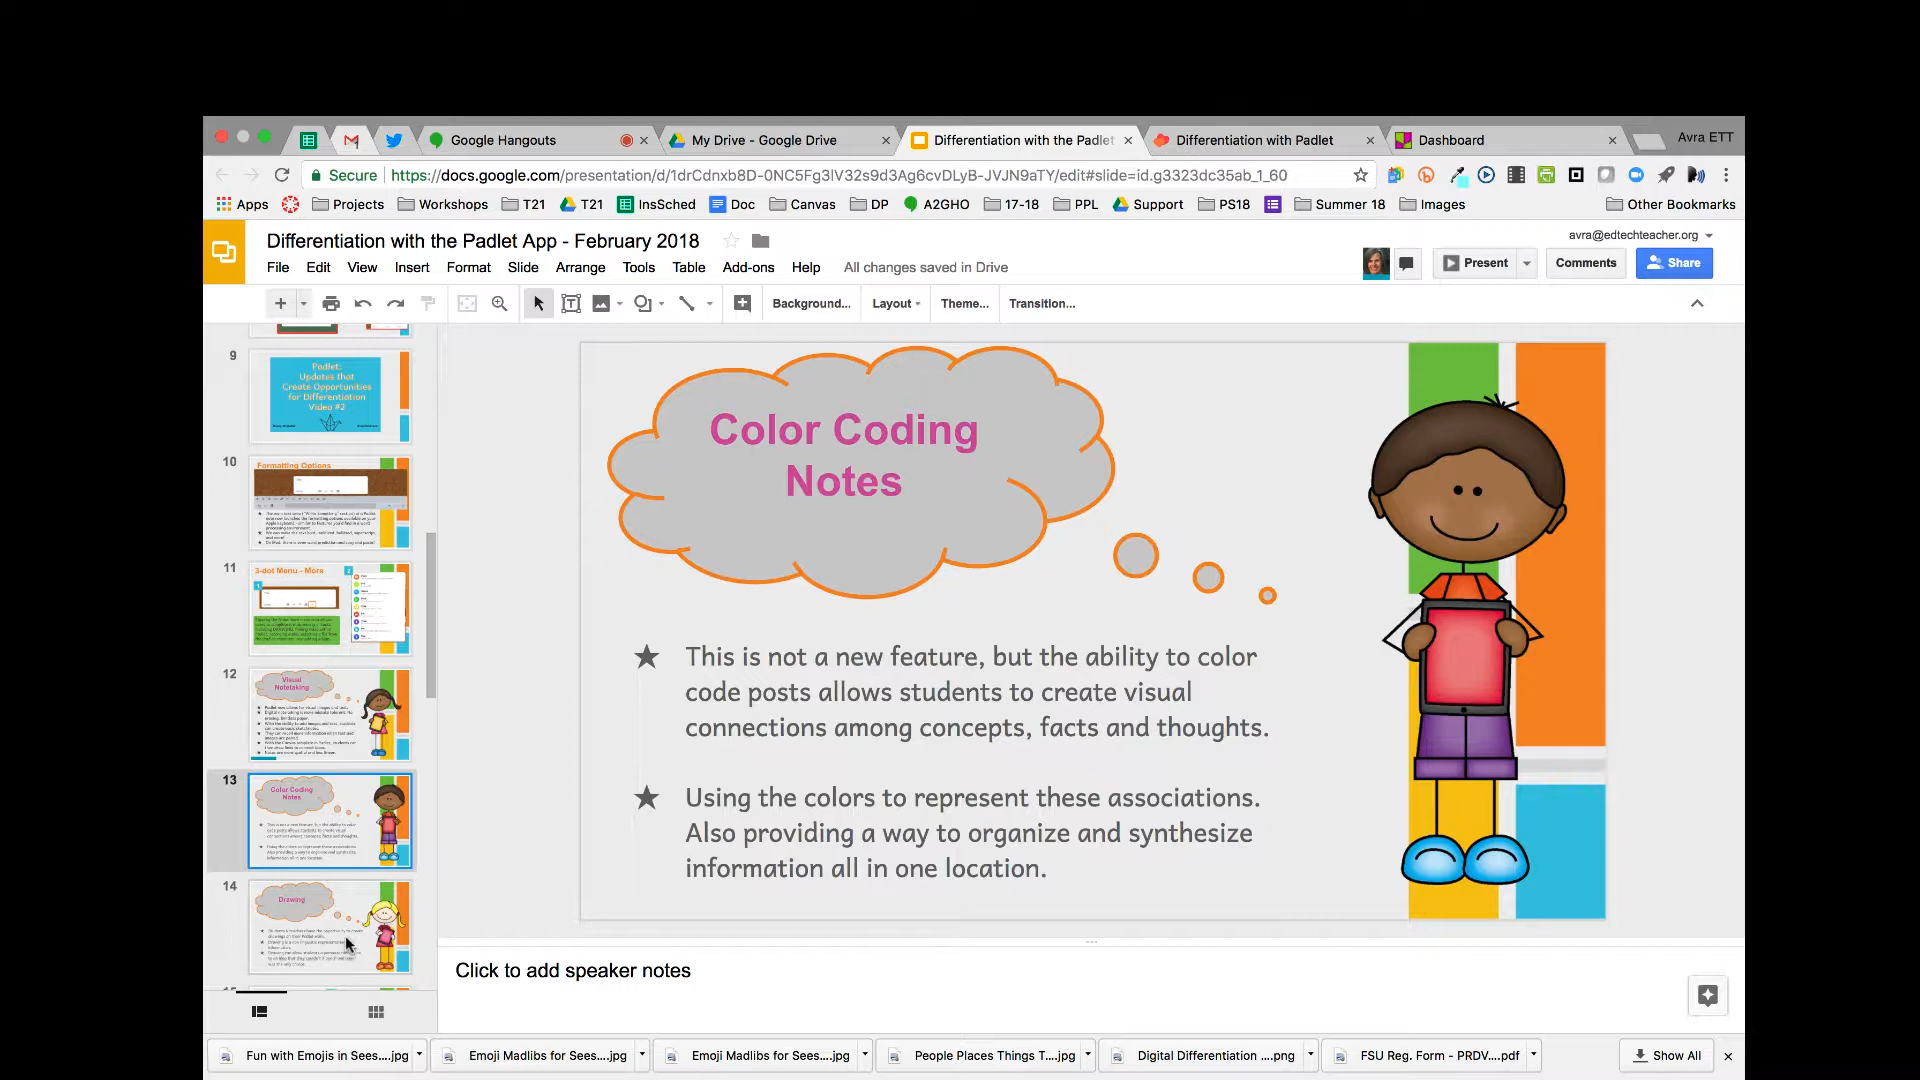 Google Hangouts
My Drive - Google Drive
Differentiation with the Padlet
Differentiation with Padlet
Dashboard
Avra ETT
Secure
https://docs.google.com/presentation/d/1drCdnxb8D-0NC5Fg3lV32s9d3Ag6cvDLyB-JVJN9aTY/edit#slide=id.g3323dc35ab_1_60
Apps
Projects
Workshops
T21
T21
InsSched
Doc
Canvas
DP
A2GHO
17-18
PPL
Support
PS18
Summer 18
Images
Other Bookmarks
Differentiation with the Padlet App - February 2018
avra@edtechteacher.org
File Edit View Insert Format Slide Arrange Tools Table Add-ons Help All changes saved in Drive
Present
Comments
Share
Background...
Layout
Theme...
Transition...
9
Padlet:
Updates that
Create Opportunities
for Differentiation
Video #2
10
Formatting Options
11
3-dot Menu - More
12
Visual
Notetaking
13
Color Coding
Notes
14
Drawing
Color Coding
Notes
★ This is not a new feature, but the ability to color
code posts allows students to create visual
connections among concepts, facts and thoughts.
★ Using the colors to represent these associations.
Also providing a way to organize and synthesize
information all in one location.
Click to add speaker notes
Fun with Emojis in Sees....jpg
Emoji Madlibs for Sees....jpg
Emoji Madlibs for Sees....jpg
People Places Things T....jpg
Digital Differentiation ....png
FSU Reg. Form - PRDV....pdf
Show All